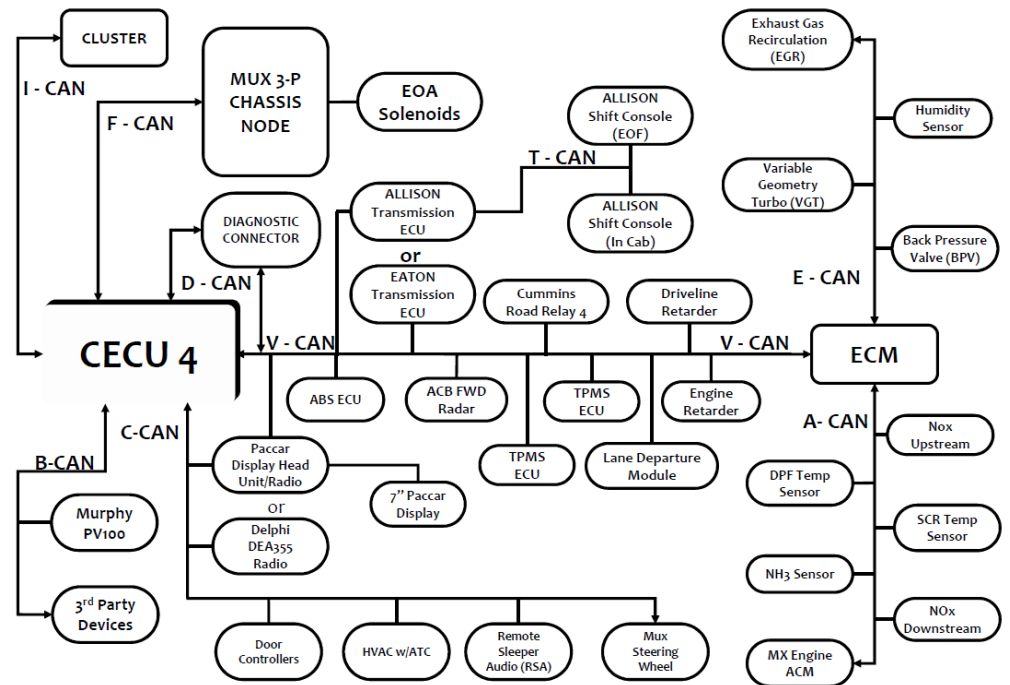 CLUSTER
I - CAN
F - CAN
MUX 3-P
CHASSIS
NODE
EOA
Solenoids
DIAGNOSTIC
CONNECTOR
D - CAN
ALLISON
Transmission
ECU
or
EATON
Transmission
ECU
T - CAN
ALLISON
Shift Console
(EOF)
ALLISON
Shift Console
(In Cab)
Exhaust Gas
Recirculation
(EGR)
Humidity
Sensor
Variable
Geometry
Turbo (VGT)
Back Pressure
Valve (BPV)
E - CAN
CECU 4
V - CAN
Cummins
Road Relay 4
Driveline
Retarder
V - CAN
ECM
ABS ECU
ACB FWD
Radar
TPMS
ECU
Engine
Retarder
TPMS
ECU
Lane Departure
Module
C-CAN
B-CAN
Paccar
Display Head
Unit/Radio
7” Paccar
Display
or
Delphi
DEA355
Radio
Murphy
PV100
3rd Party
Devices
Door
Controllers
HVAC w/ATC
Remote
Sleeper
Audio (RSA)
Mux
Steering
Wheel
A- CAN
Nox
Upstream
DPF Temp
Sensor
SCR Temp
Sensor
NH3 Sensor
NOx
Downstream
MX Engine
ACM